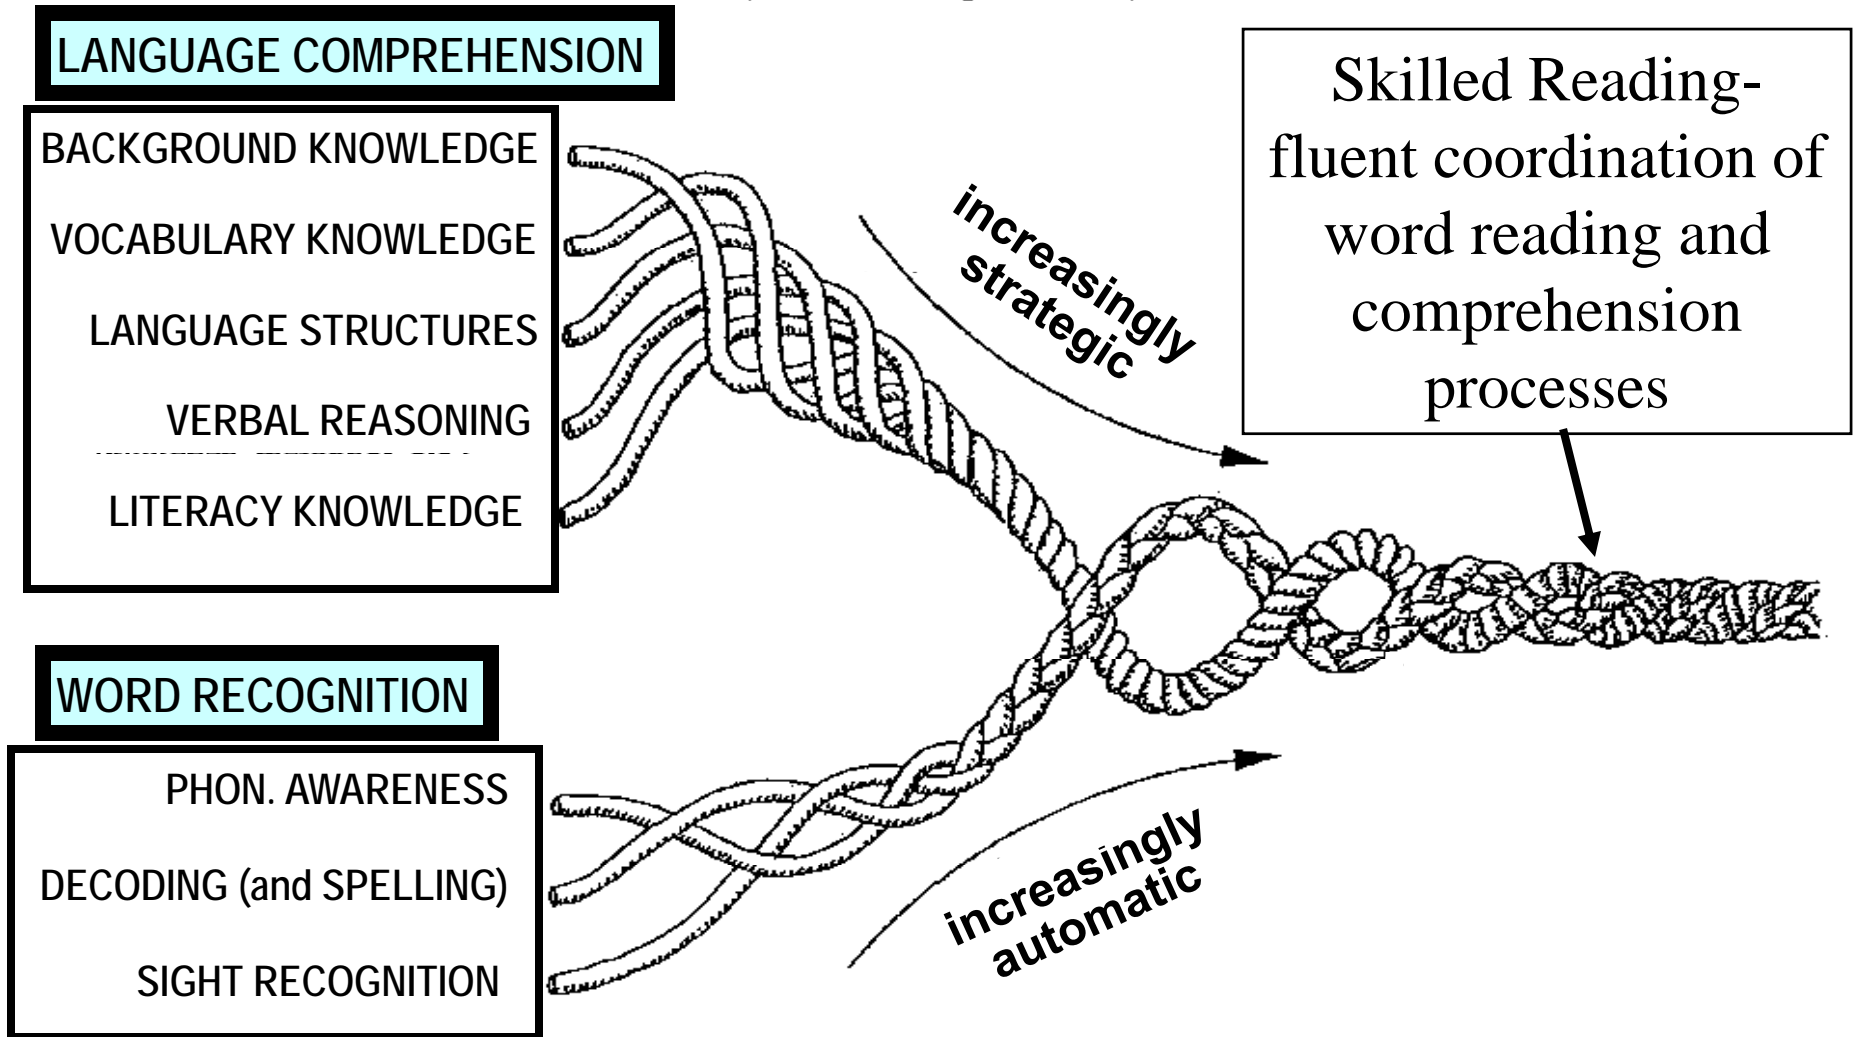 LANGUAGE COMPREHENSION
BACKGROUND KNOWLEDGE
VOCABULARY KNOWLEDGE
LANGUAGE STRUCTURES
VERBAL REASONING
LITERACY KNOWLEDGE
WORD RECOGNITION
PHON. AWARENESS
DECODING (and SPELLING)
SIGHT RECOGNITION
increasingly
strategic
increasingly
automatic
Skilled Reading-
fluent coordination of
word reading and
comprehension
processes